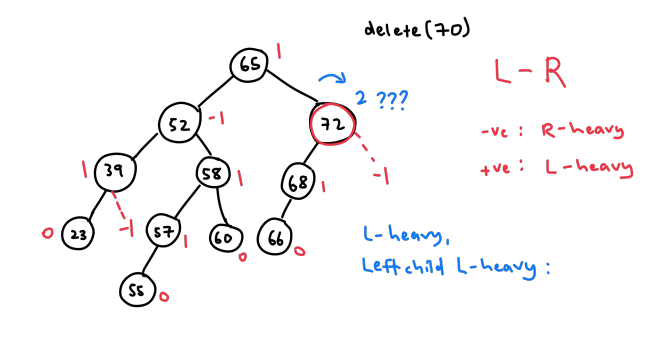 delete(70)
65 1
L - R
2 ???
52 -1
72
-ve : R-heavy
39 1
58 1
68 1
-1
+ve : L-heavy
23 0
-1
57 1
60 0
66 0
L-heavy,
Left child L-heavy :
55 0